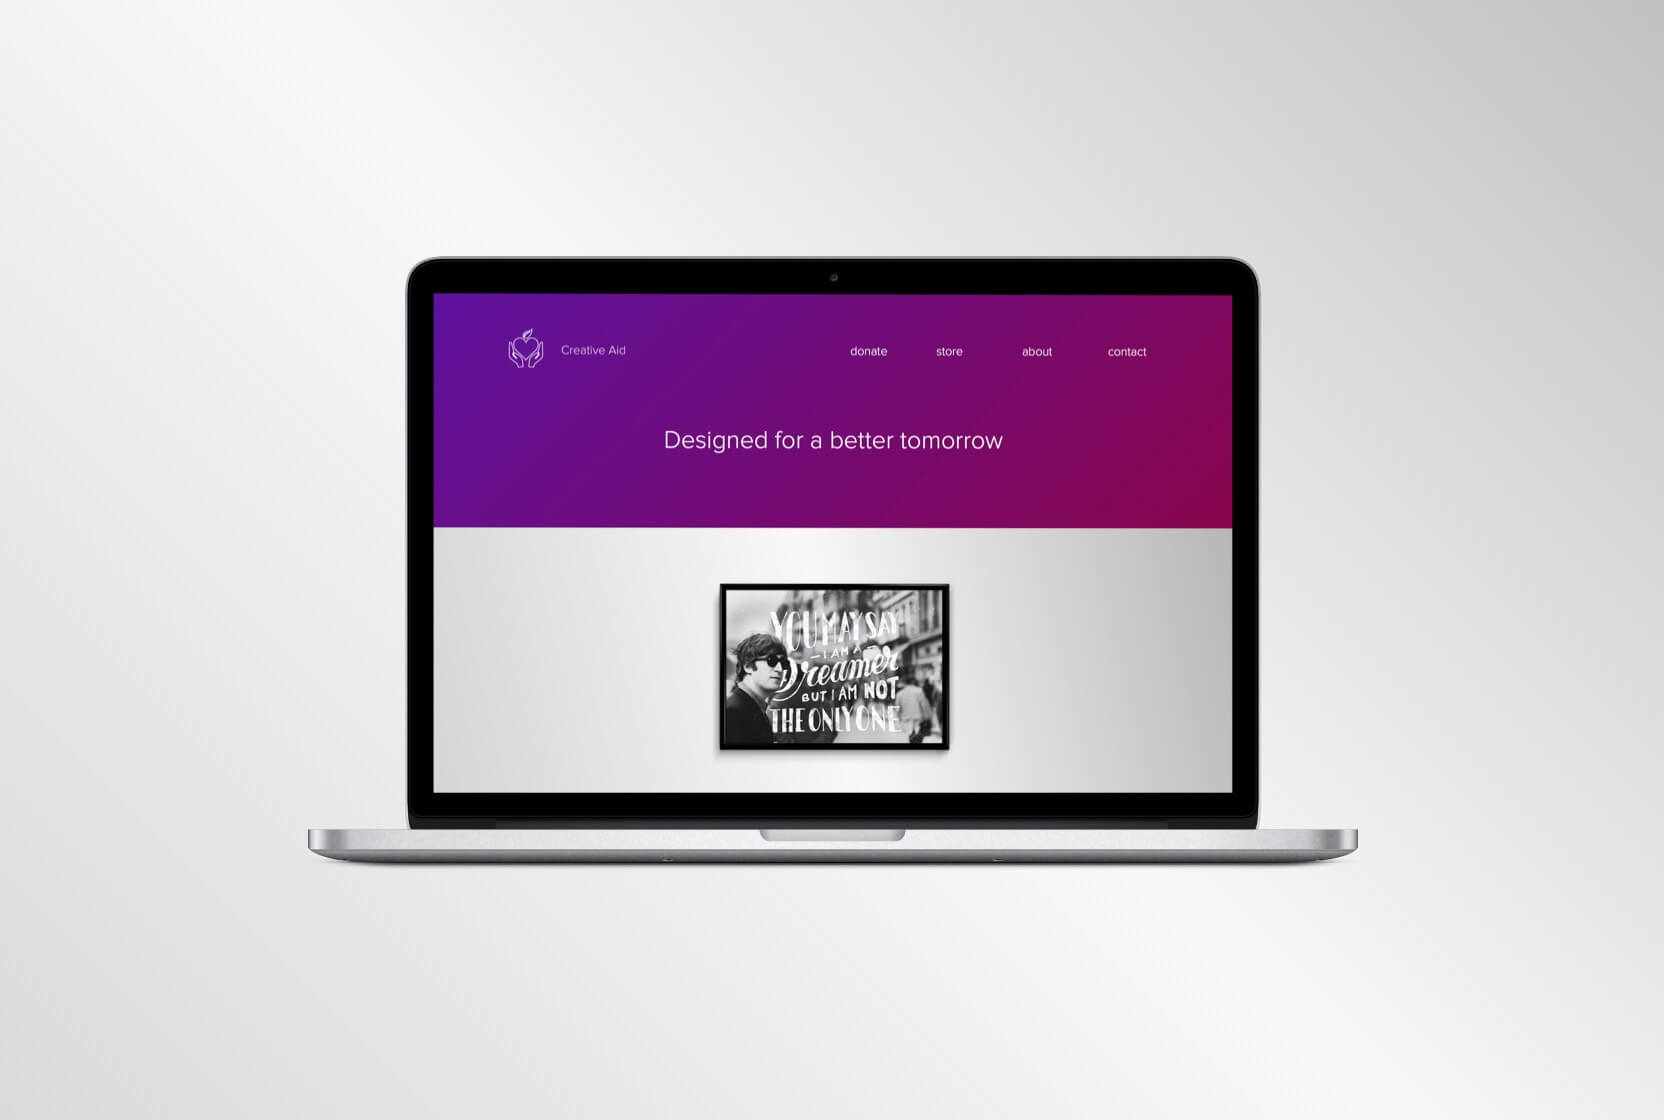 Creative Aid
donate store about contact
Designed for a better tomorrow
YOU MAY SAY
I AM A
Dreamer
BUT I AM NOT
THE ONLY ONE